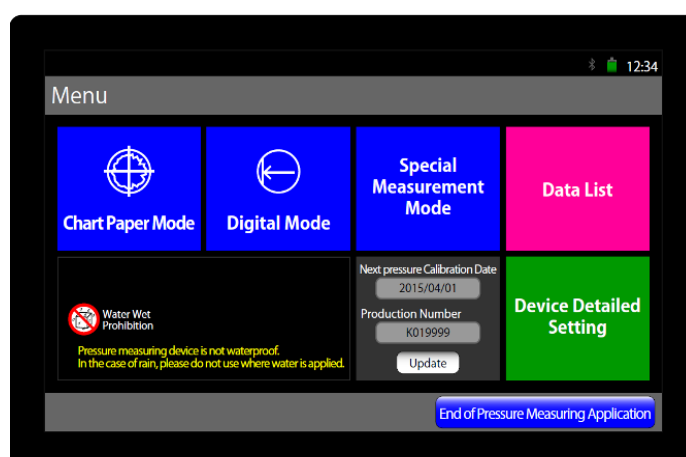 12:34
Menu
Chart Paper Mode
Digital Mode
Special
Measurement
Mode
Data List
Water Wet
Prohibition
Pressure measuring device is not waterproof.
In the case of rain, please do not use where water is applied.
Next pressure Calibration Date
2015/04/01
Production Number
K019999
Update
Device Detailed
Setting
End of Pressure Measuring Application